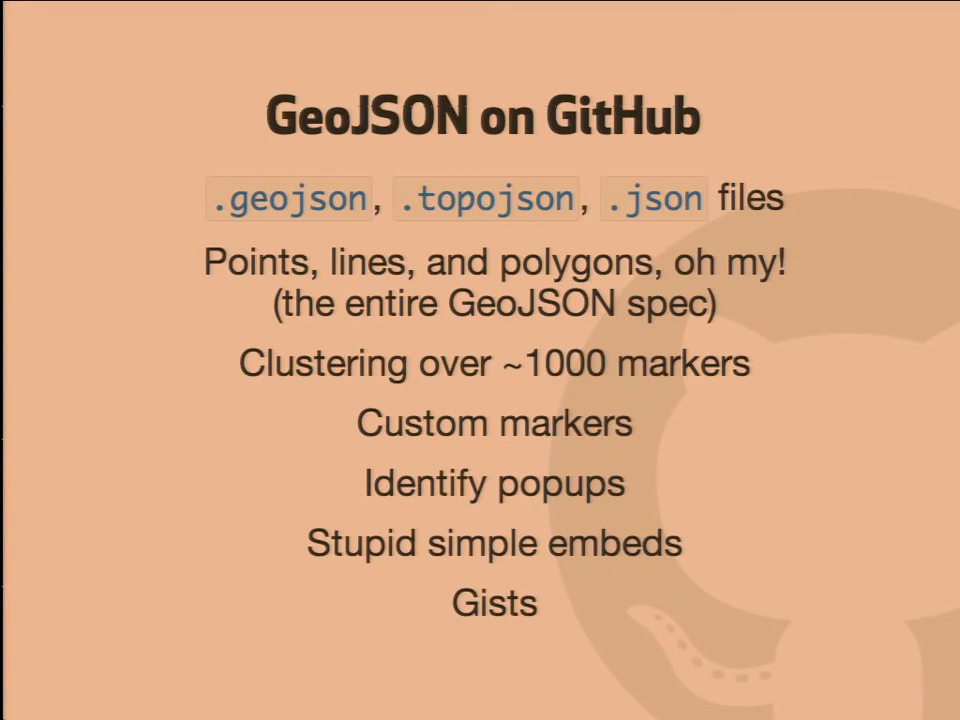 GeoJSON on GitHub
.geojson, .topojson, .json files
Points, lines, and polygons, oh my!
(the entire GeoJSON spec)
Clustering over ~1000 markers
Custom markers
Identify popups
Stupid simple embeds
Gists